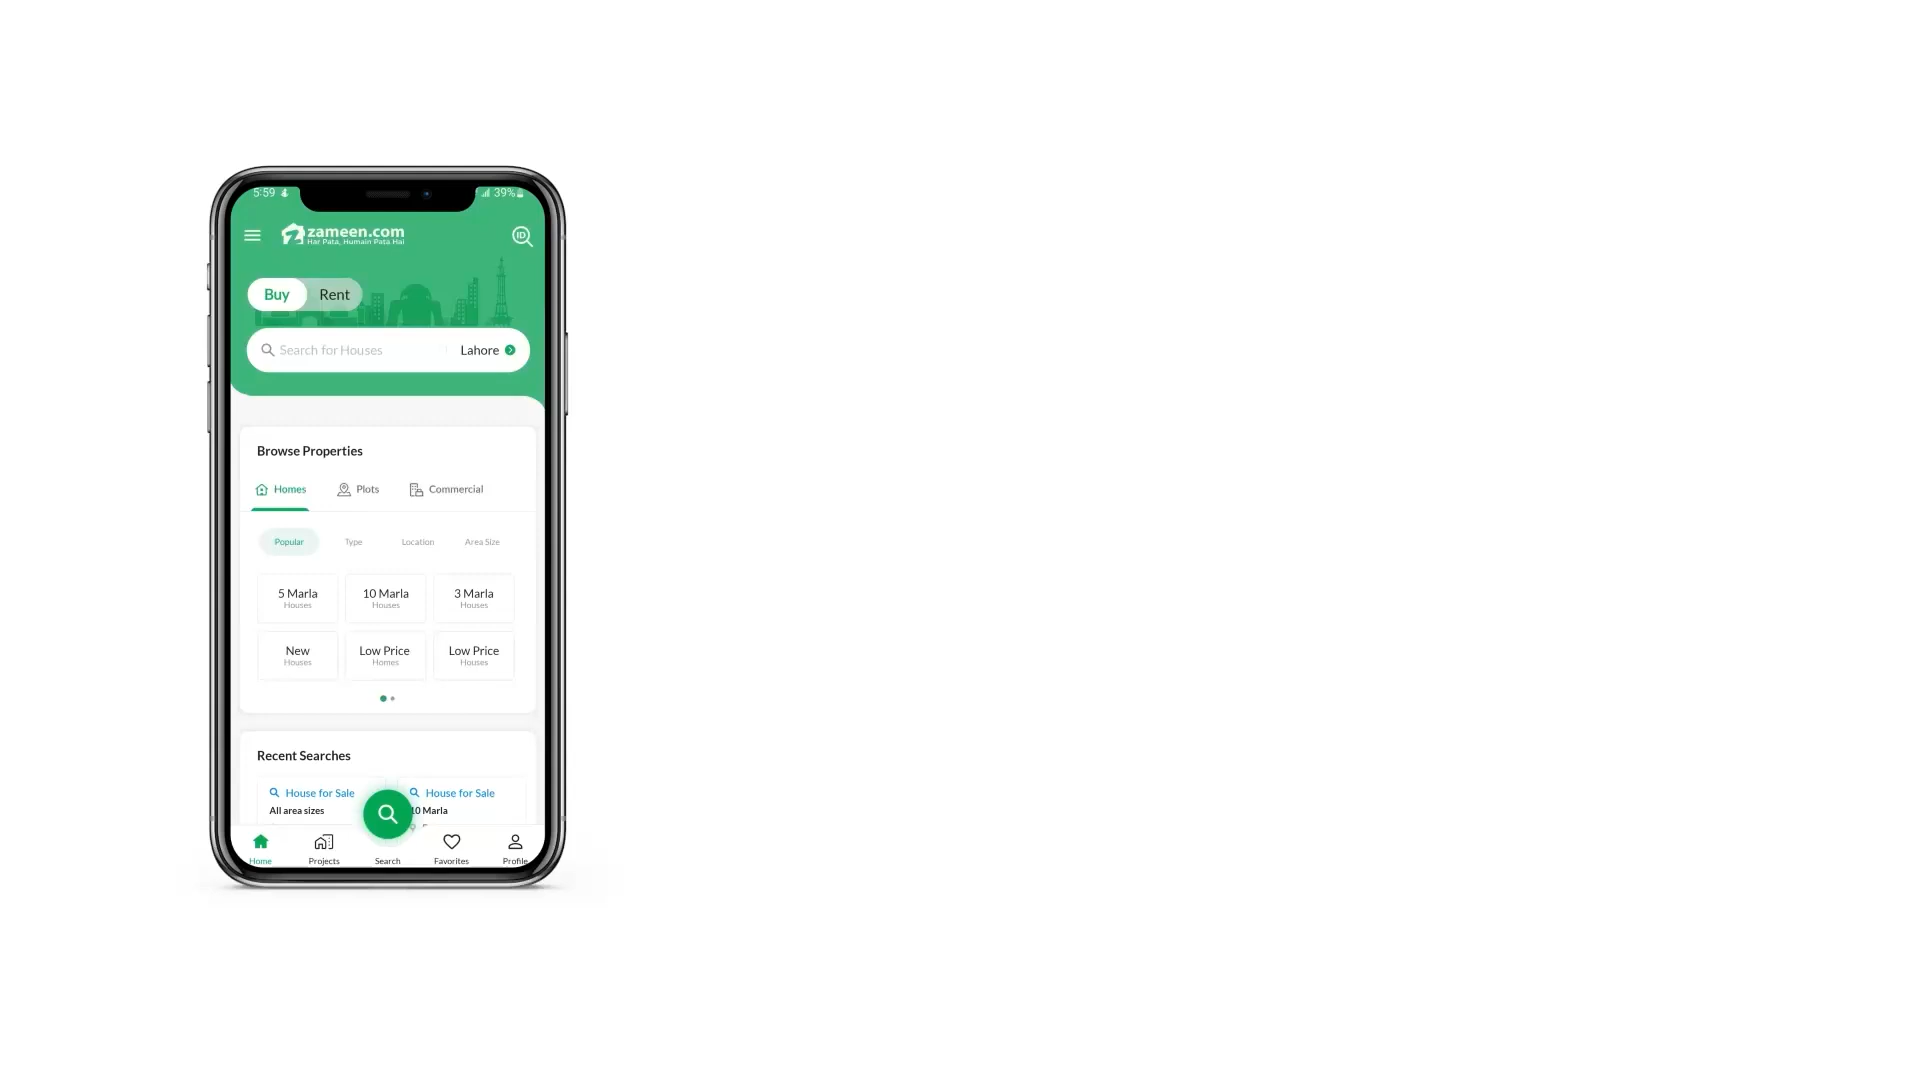 5:59
39%
zameen.com
Har Pata, Humain Pata Hai
ID
Buy Rent
Search for Houses Lahore
Browse Properties
Homes Plots Commercial
Popular Type Location Area Size
5 Marla 10 Marla 3 Marla
Houses Houses Houses
New Low Price Low Price
Houses Homes Houses
Recent Searches
House for Sale House for Sale
All area sizes 10 Marla
Home Projects Search Favorites Profile